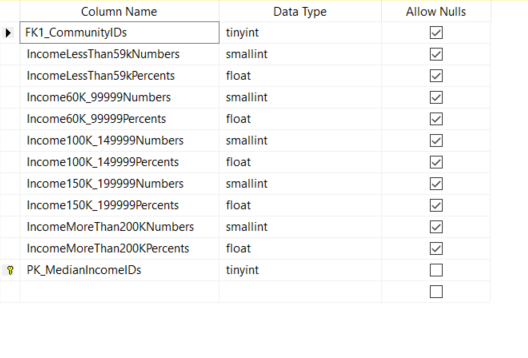 Column Name Data Type Allow Nulls
FK1_CommunityIDs tinyint
IncomeLessThan59kNumbers smallint
IncomeLessThan59kPercents float
Income60K_99999Numbers smallint
Income60K_99999Percents float
Income100K_149999Numbers smallint
Income100K_149999Percents float
Income150K_199999Numbers smallint
Income150K_199999Percents float
IncomeMoreThan200KNumbers smallint
IncomeMoreThan200KPercents float
PK_MedianIncomeIDs tinyint